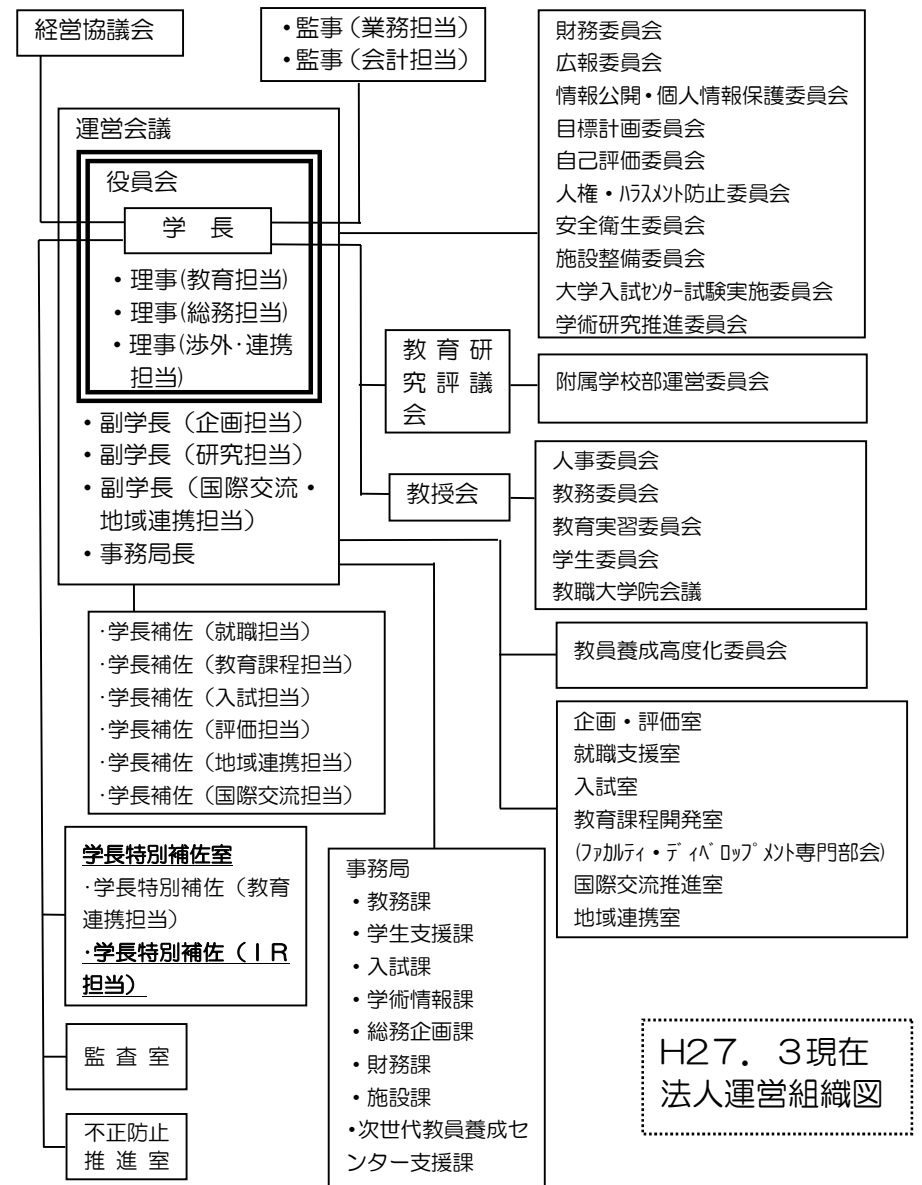 経営協議会
・監事（業務担当）
・監事（会計担当）
財務委員会
広報委員会
情報公開・個人情報保護委員会
目標計画委員会
自己評価委員会
人権・ﾊﾗｽﾒﾝﾄ防止委員会
安全衛生委員会
施設整備委員会
大学入試ｾﾝﾀｰ試験実施委員会
学術研究推進委員会
運営会議
役員会
学　長
・理事(教育担当)
・理事(総務担当)
・理事(渉外・連携
担当)
・副学長（企画担当）
・副学長（研究担当）
・副学長（国際交流・
地域連携担当）
・事務局長
教 育 研
究 評 議
会
附属学校部運営委員会
教授会
人事委員会
教務委員会
教育実習委員会
学生委員会
教職大学院会議
・学長補佐（就職担当）
・学長補佐（教育課程担当）
・学長補佐（入試担当）
・学長補佐（評価担当）
・学長補佐（地域連携担当）
・学長補佐（国際交流担当）
教員養成高度化委員会
企画・評価室
就職支援室
入試室
教育課程開発室
(ﾌｧｶﾙﾃｨ・ﾃﾞｨﾍﾞﾛｯﾌﾟﾒﾝﾄ専門部会)
国際交流推進室
地域連携室
学長特別補佐室
・学長特別補佐（教育
連携担当）
・学長特別補佐（ＩＲ
担当）
事務局
・教務課
・学生支援課
・入試課
・学術情報課
・総務企画課
・財務課
・施設課
・次世代教員養成セ
ンター支援課
監 査 室
不正防止
推 進 室
H27．3現在
法人運営組織図